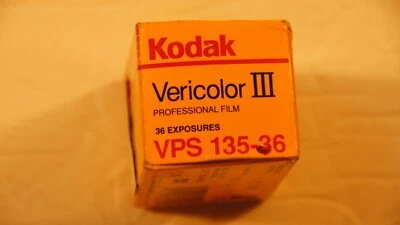 Kodak
Vericolor III
PROFESSIONAL FILM
36 EXPOSURES
VPS 135-36